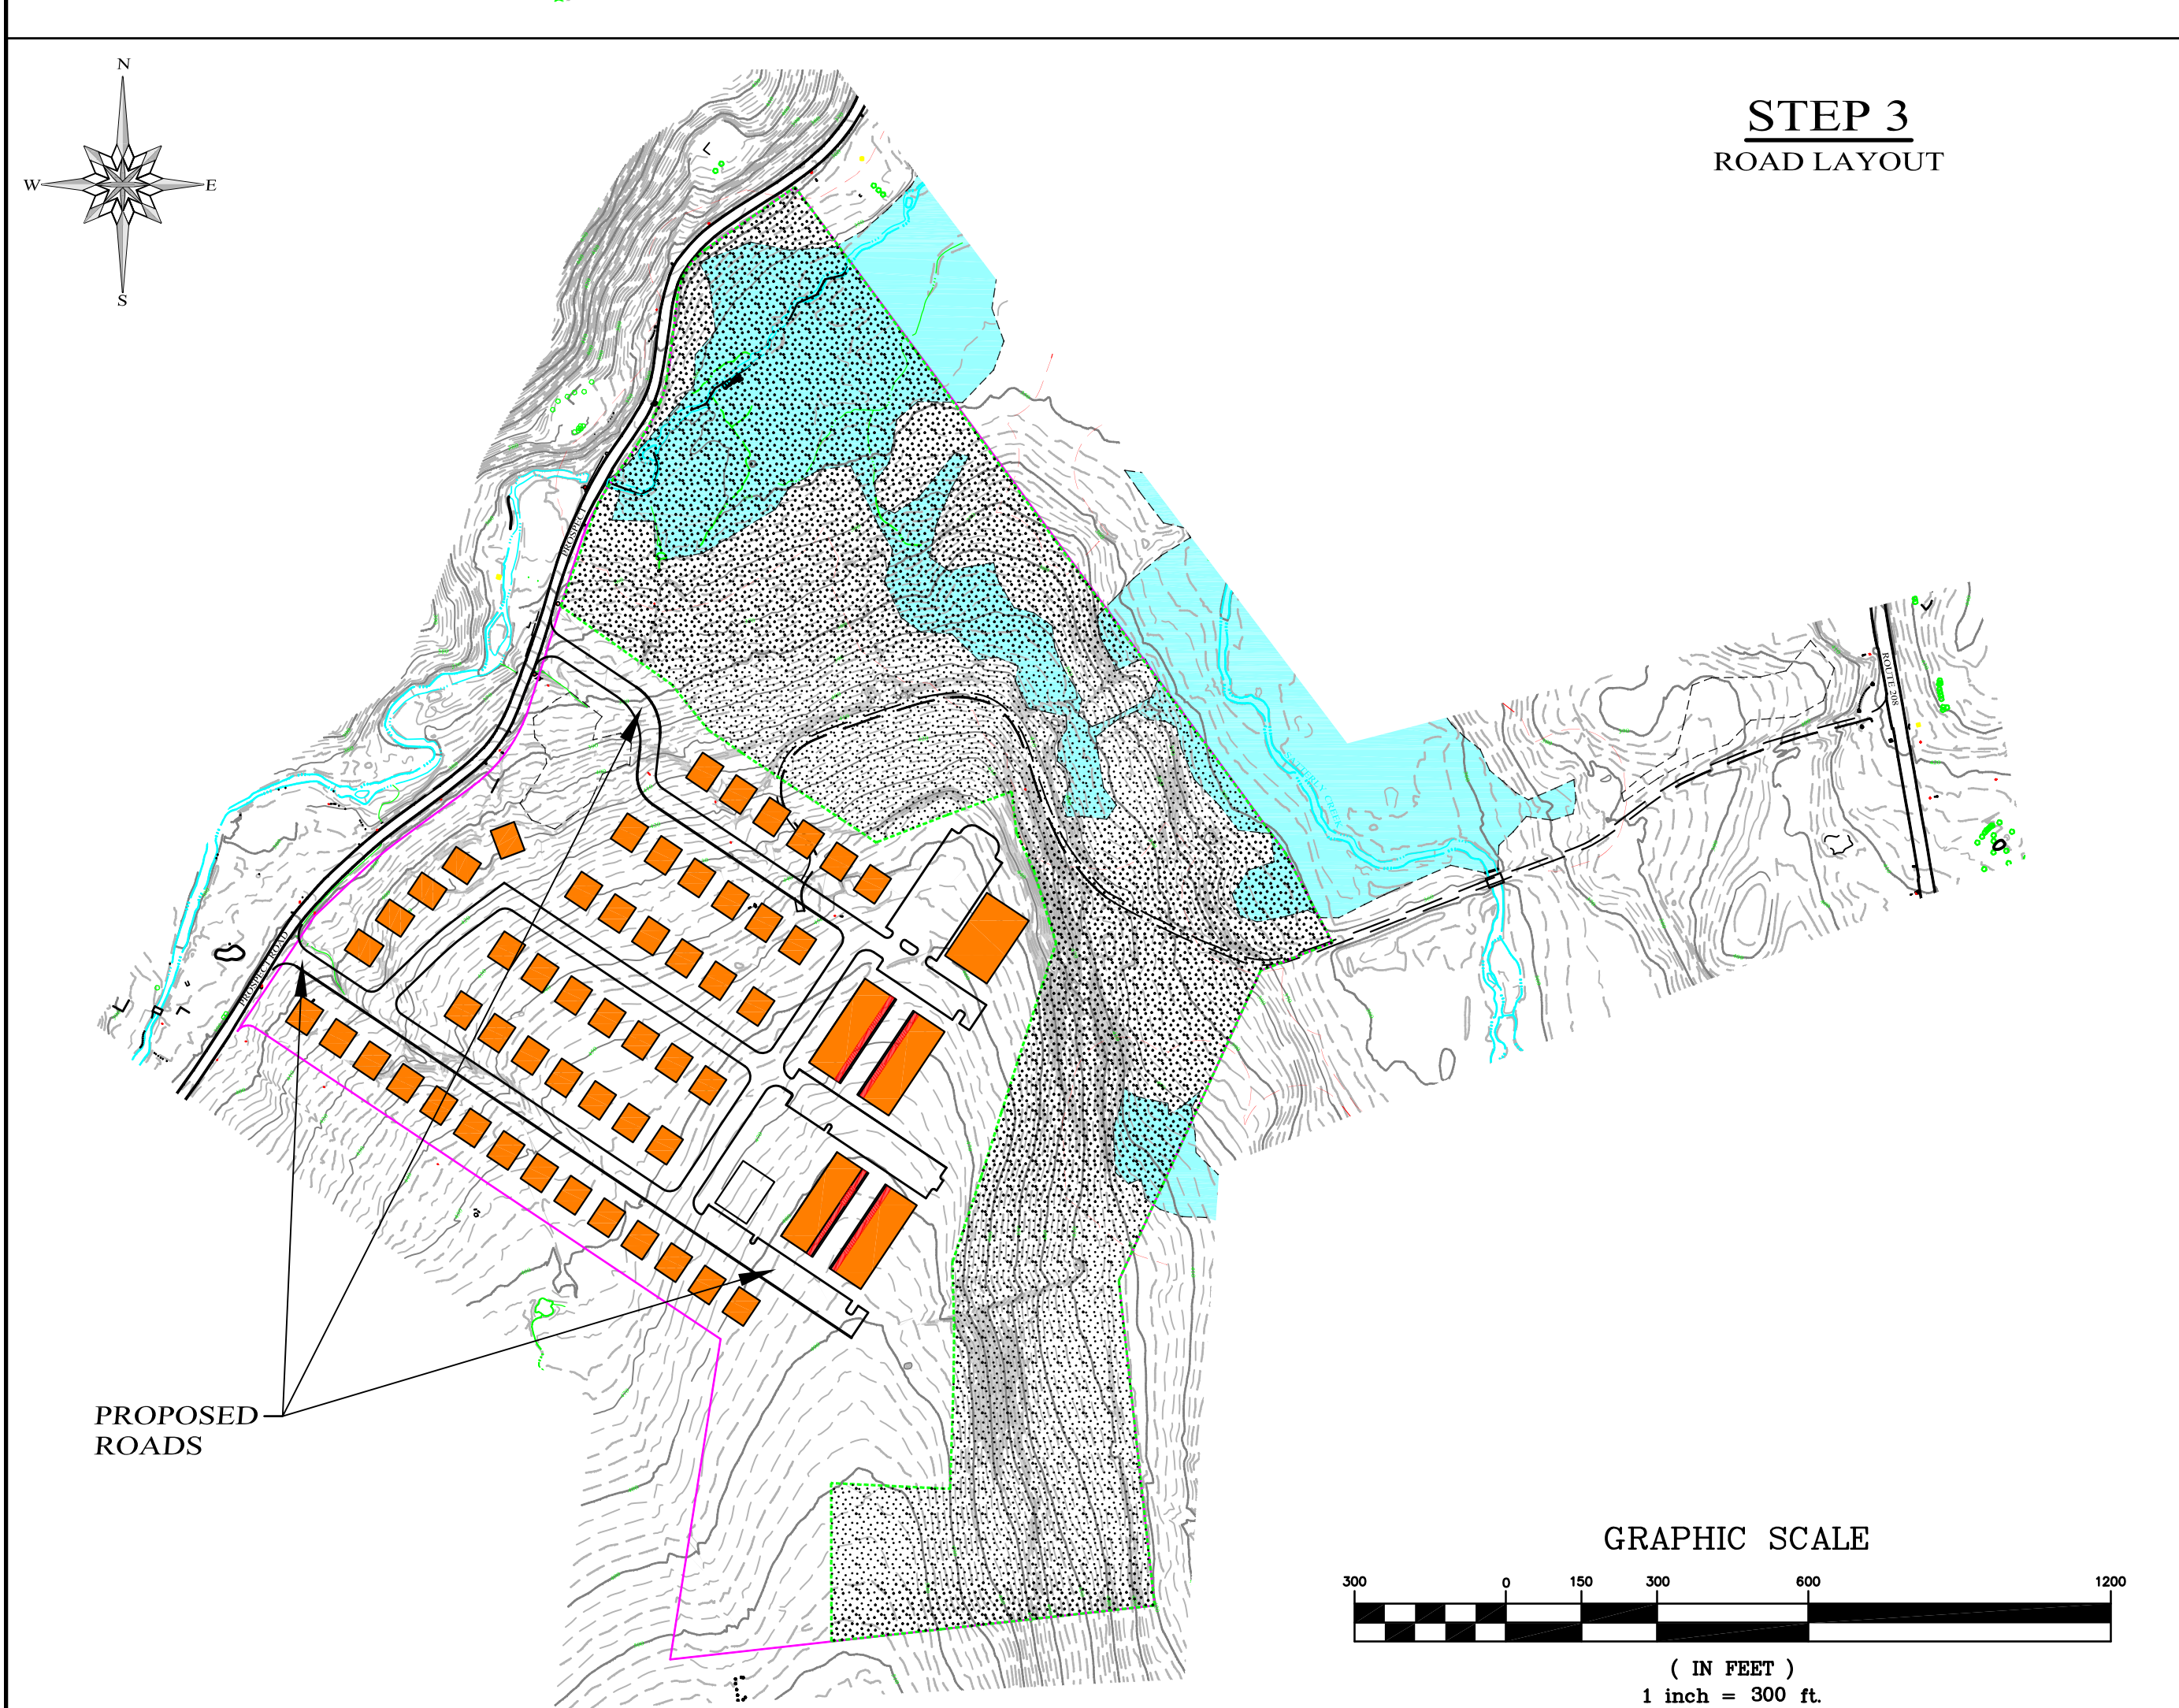 N
W E
S
STEP 3
ROAD LAYOUT
PROSPECT
ROUTE 208
PROSPECT ROAD
PROPOSED
ROADS
GRAPHIC SCALE
300 0 150 300 600 1200
( IN FEET )
1 inch = 300 ft.